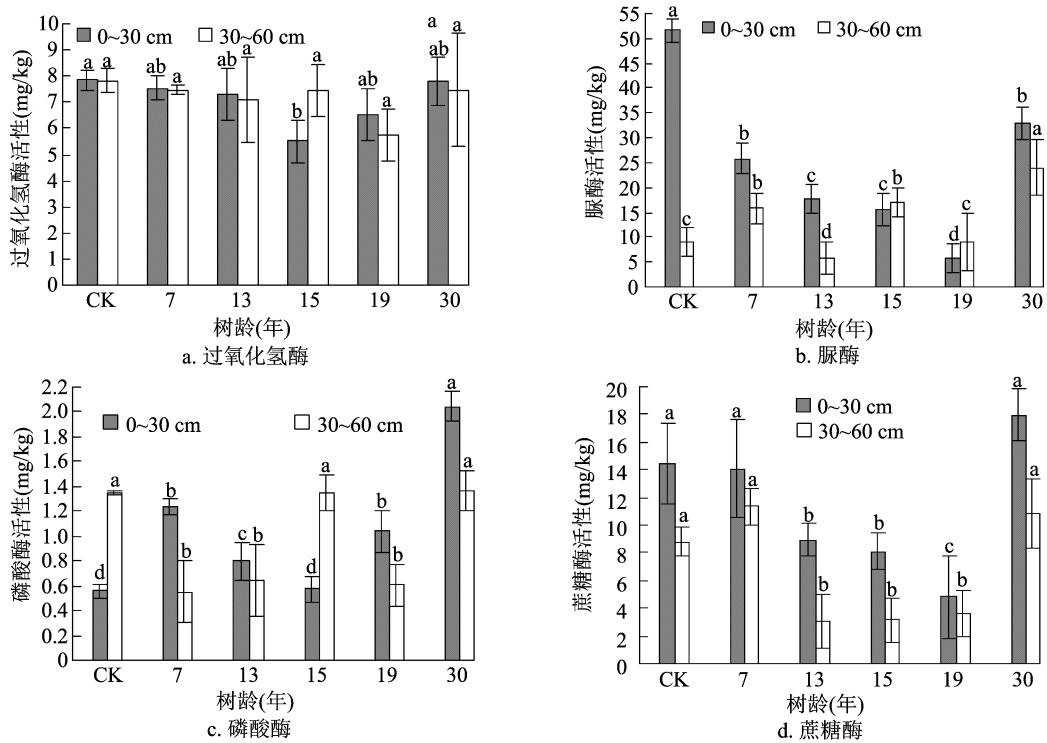 过氧化氢酶活性(mg/kg)
10
9
8
7
6
5
4
3
2
1
0
0~30 cm 30~60 cm
a a ab a ab a b a ab a a ab a
CK 7 13 15 19 30
树龄(年)
a. 过氧化氢酶
脲酶活性(mg/kg)
55
50
45
40
35
30
25
20
15
10
5
0
0~30 cm 30~60 cm
a c b b c d c b d c b a
CK 7 13 15 19 30
树龄(年)
b. 脲酶
磷酸酶活性(mg/kg)
2.2
2.0
1.8
1.6
1.4
1.2
1.0
0.8
0.6
0.4
0.2
0
0~30 cm 30~60 cm
d a b b c b d a b b a a
CK 7 13 15 19 30
树龄(年)
c. 磷酸酶
蔗糖酶活性(mg/kg)
20
18
16
14
12
10
8
6
4
2
0
0~30 cm
30~60 cm
a a a a b b b b c b a a
CK 7 13 15 19 30
树龄(年)
d. 蔗糖酶